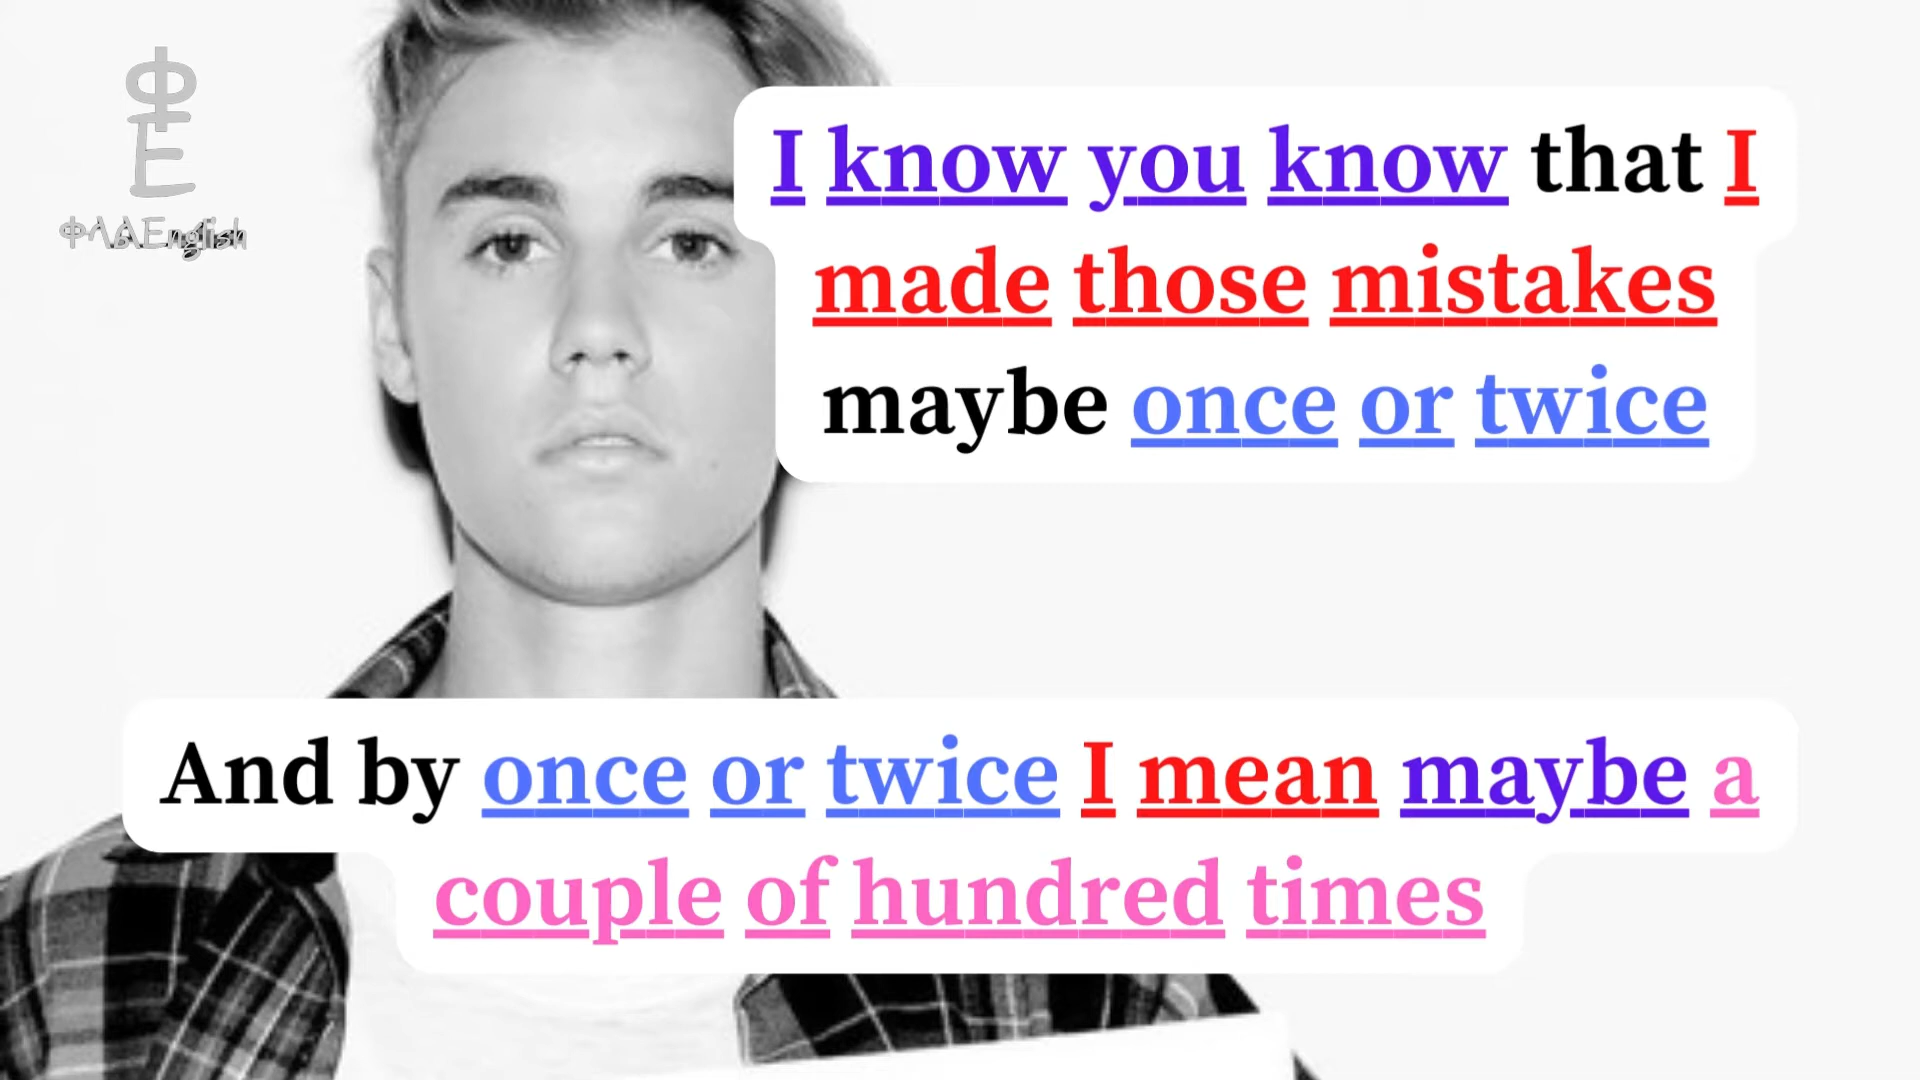 I know you know that I
made those mistakes
maybe once or twice
And by once or twice I mean maybe a
couple of hundred times